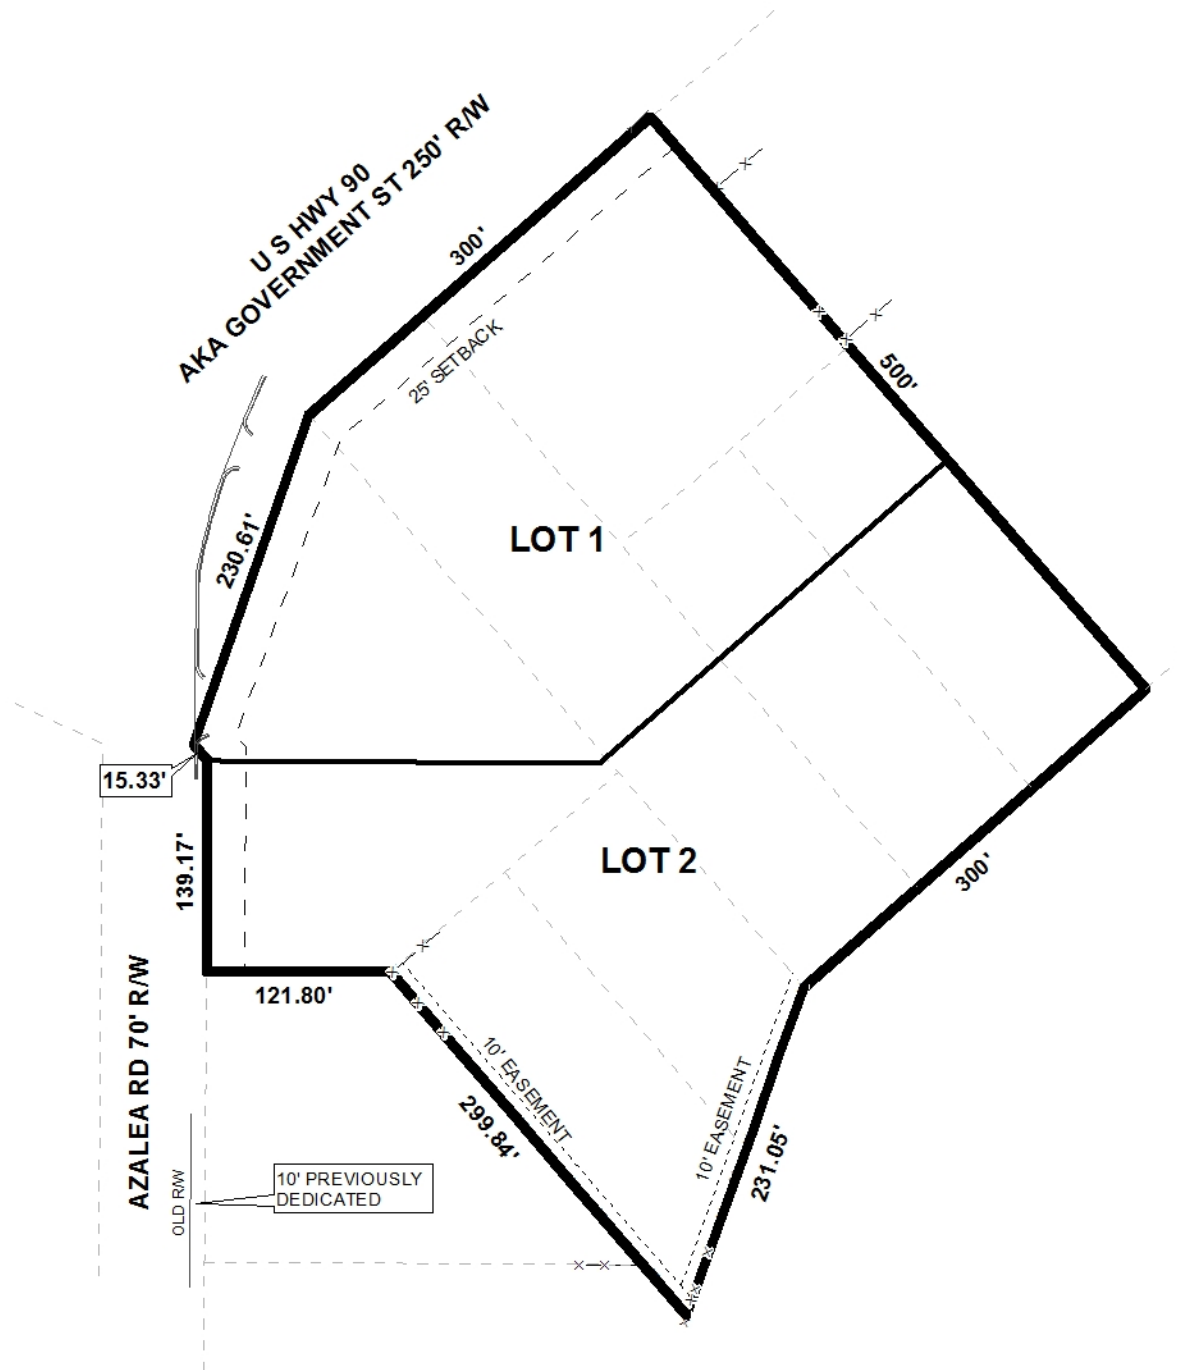 U S HWY 90
AKA GOVERNMENT ST 250' R/W
300'
25' SETBACK
500'
230.61'
LOT 1
15.33'
139.17'
LOT 2
300'
121.80'
AZALEA RD 70' R/W
10' EASEMENT
299.84'
10' EASEMENT
231.05'
OLD R/W
10' PREVIOUSLY
DEDICATED